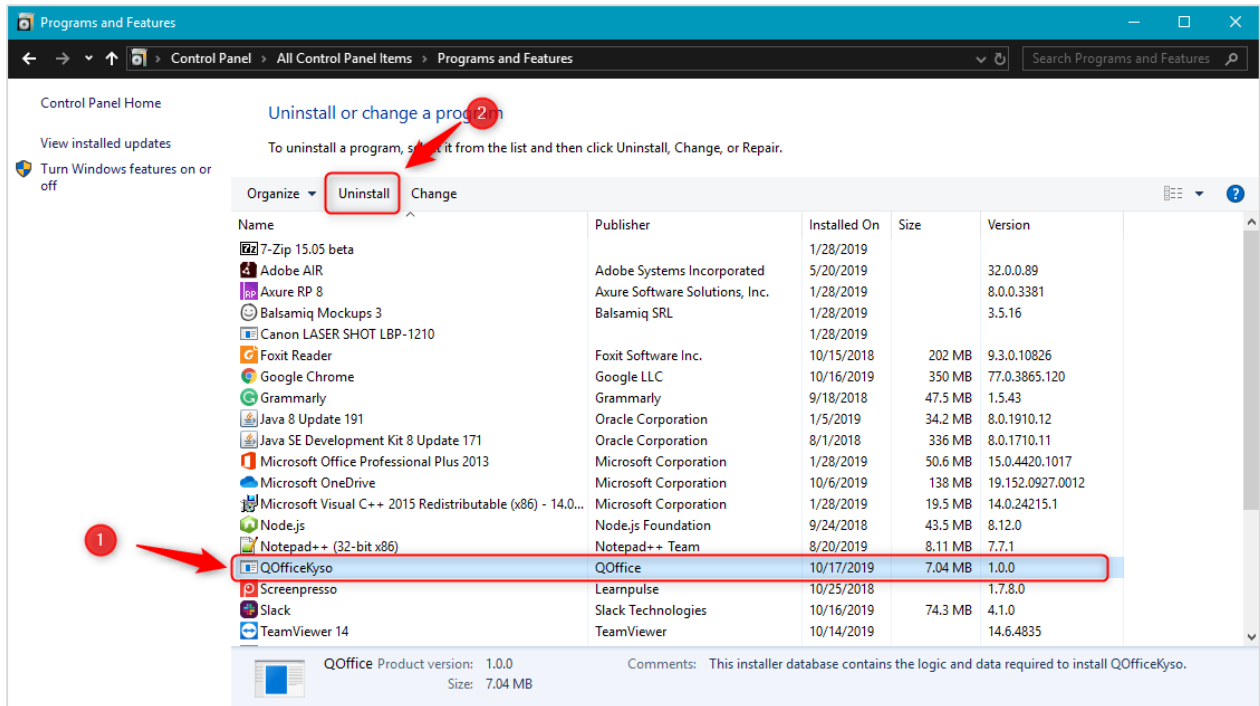 Programs and Features
Control Panel > All Control Panel Items > Programs and Features
Search Programs and Features
Control Panel Home
View installed updates
Turn Windows features on or
off
Uninstall or change a program
2
To uninstall a program, select it from the list and then click Uninstall, Change, or Repair.
Organize Uninstall Change
?
Name Publisher Installed On Size Version
7z 7-Zip 15.05 beta 1/28/2019
Adobe AIR Adobe Systems Incorporated 5/20/2019 32.0.0.89
RP Axure RP 8 Axure Software Solutions, Inc. 1/28/2019 8.0.0.3381
Balsamiq Mockups 3 Balsamiq SRL 1/28/2019 3.5.16
Canon LASER SHOT LBP-1210 1/28/2019
Foxit Reader Foxit Software Inc. 10/15/2018 202 MB 9.3.0.10826
Google Chrome Google LLC 10/16/2019 350 MB 77.0.3865.120
Grammarly Grammarly 9/18/2018 47.5 MB 1.5.43
Java 8 Update 191 Oracle Corporation 1/5/2019 34.2 MB 8.0.1910.12
Java SE Development Kit 8 Update 171 Oracle Corporation 8/1/2018 336 MB 8.0.1710.11
Microsoft Office Professional Plus 2013 Microsoft Corporation 1/28/2019 50.6 MB 15.0.4420.1017
Microsoft OneDrive Microsoft Corporation 10/6/2019 138 MB 19.152.0927.0012
Microsoft Visual C++ 2015 Redistributable (x86) - 14.0... Microsoft Corporation 1/28/2019 19.5 MB 14.0.24215.1
Node.js Node.js Foundation 9/24/2018 43.5 MB 8.12.0
1
Notepad++ (32-bit x86) Notepad++ Team 8/20/2019 8.11 MB 7.7.1
QOfficeKyso QOffice 10/17/2019 7.04 MB 1.0.0
Screenpresso Learnpulse 10/25/2018 1.7.8.0
Slack Slack Technologies 10/16/2019 74.3 MB 4.1.0
TeamViewer 14 TeamViewer 10/14/2019 14.6.4835
QOffice Product version: 1.0.0 Comments: This installer database contains the logic and data required to install QOfficeKyso.
Size: 7.04 MB